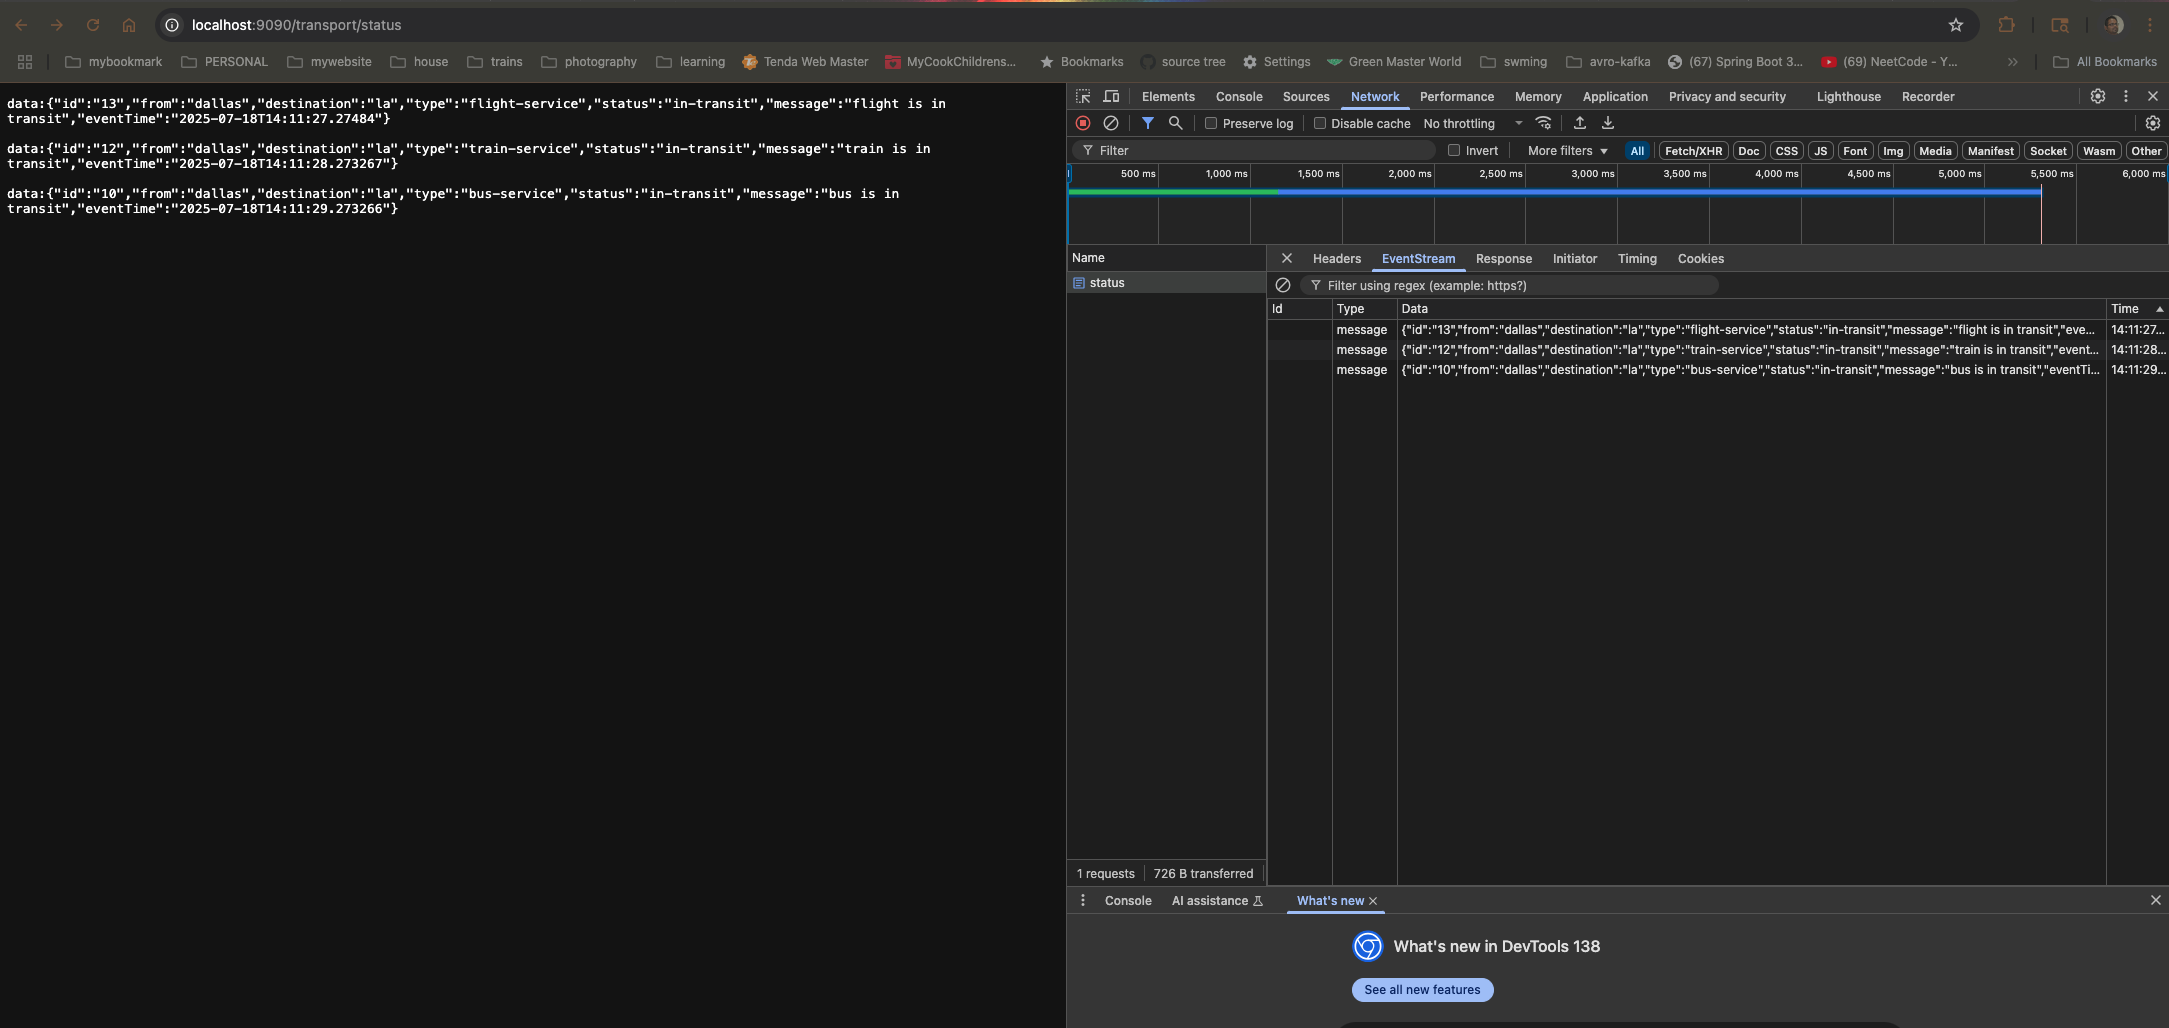 localhost:9090/transport/status
mybookmark PERSONAL mywebsite house trains photography learning Tenda Web Master MyCookChildrens... Bookmarks source tree Settings Green Master World swming avro-kafka (67) Spring Boot 3... (69) NeetCode - Y... » All Bookmarks
data:{"id":"13","from":"dallas","destination":"la","type":"flight-service","status":"in-transit","message":"flight is in
transit","eventTime":"2025-07-18T14:11:27.27484"}
data:{"id":"12","from":"dallas","destination":"la","type":"train-service","status":"in-transit","message":"train is in
transit","eventTime":"2025-07-18T14:11:28.273267"}
data:{"id":"10","from":"dallas","destination":"la","type":"bus-service","status":"in-transit","message":"bus is in
transit","eventTime":"2025-07-18T14:11:29.273266"}
Elements Console Sources Network Performance Memory Application Privacy and security Lighthouse Recorder
Preserve log Disable cache No throttling
Filter Invert More filters All Fetch/XHR Doc CSS JS Font Img Media Manifest Socket Wasm Other
500 ms 1,000 ms 1,500 ms 2,000 ms 2,500 ms 3,000 ms 3,500 ms 4,000 ms 4,500 ms 5,000 ms 5,500 ms 6,000 ms
Name
status
Headers EventStream Response Initiator Timing Cookies
Filter using regex (example: https?)
Id Type Data Time
message {"id":"13","from":"dallas","destination":"la","type":"flight-service","status":"in-transit","message":"flight is in transit","eve... 14:11:27...
message {"id":"12","from":"dallas","destination":"la","type":"train-service","status":"in-transit","message":"train is in transit","event... 14:11:28...
message {"id":"10","from":"dallas","destination":"la","type":"bus-service","status":"in-transit","message":"bus is in transit","eventTi... 14:11:29...
1 requests 726 B transferred
Console AI assistance What's new
What's new in DevTools 138
See all new features